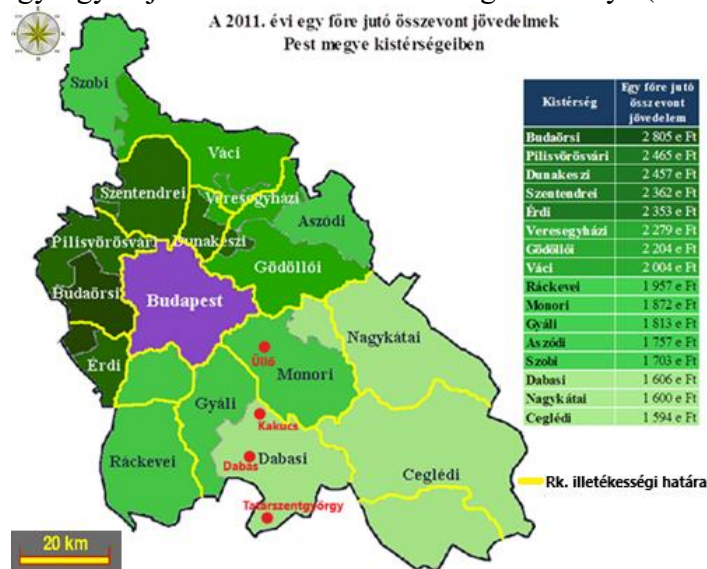 A 2011. évi egy főre jutó összevont jövedelmek
Pest megye kistérségeiben
Szobi
Váci
Szentendrei
Veresegyházi
Aszódi
Pilisvörösvári
Dunakeszi
Gödöllői
Budaörsi
Budapest
Nagykátai
Érdi
Üllő
Monori
Gyáli
Kakucs
Ráckevei
Dabas
Dabasi
Ceglédi
Tatárszentgyörgy
20 km
Kistérség Egy főre jutó
összevont
jövedelem
Budaörsi 2 805 e Ft
Pilisvörösvári 2 465 e Ft
Dunakeszi 2 457 e Ft
Szentendrei 2 362 e Ft
Érdi 2 353 e Ft
Veresegyházi 2 279 e Ft
Gödöllői 2 204 e Ft
Váci 2 004 e Ft
Ráckevei 1 957 e Ft
Monori 1 872 e Ft
Gyáli 1 813 e Ft
Aszódi 1 757 e Ft
Szobi 1 703 e Ft
Dabasi 1 606 e Ft
Nagykátai 1 600 e Ft
Ceglédi 1 594 e Ft
Rk. illetékességi határa